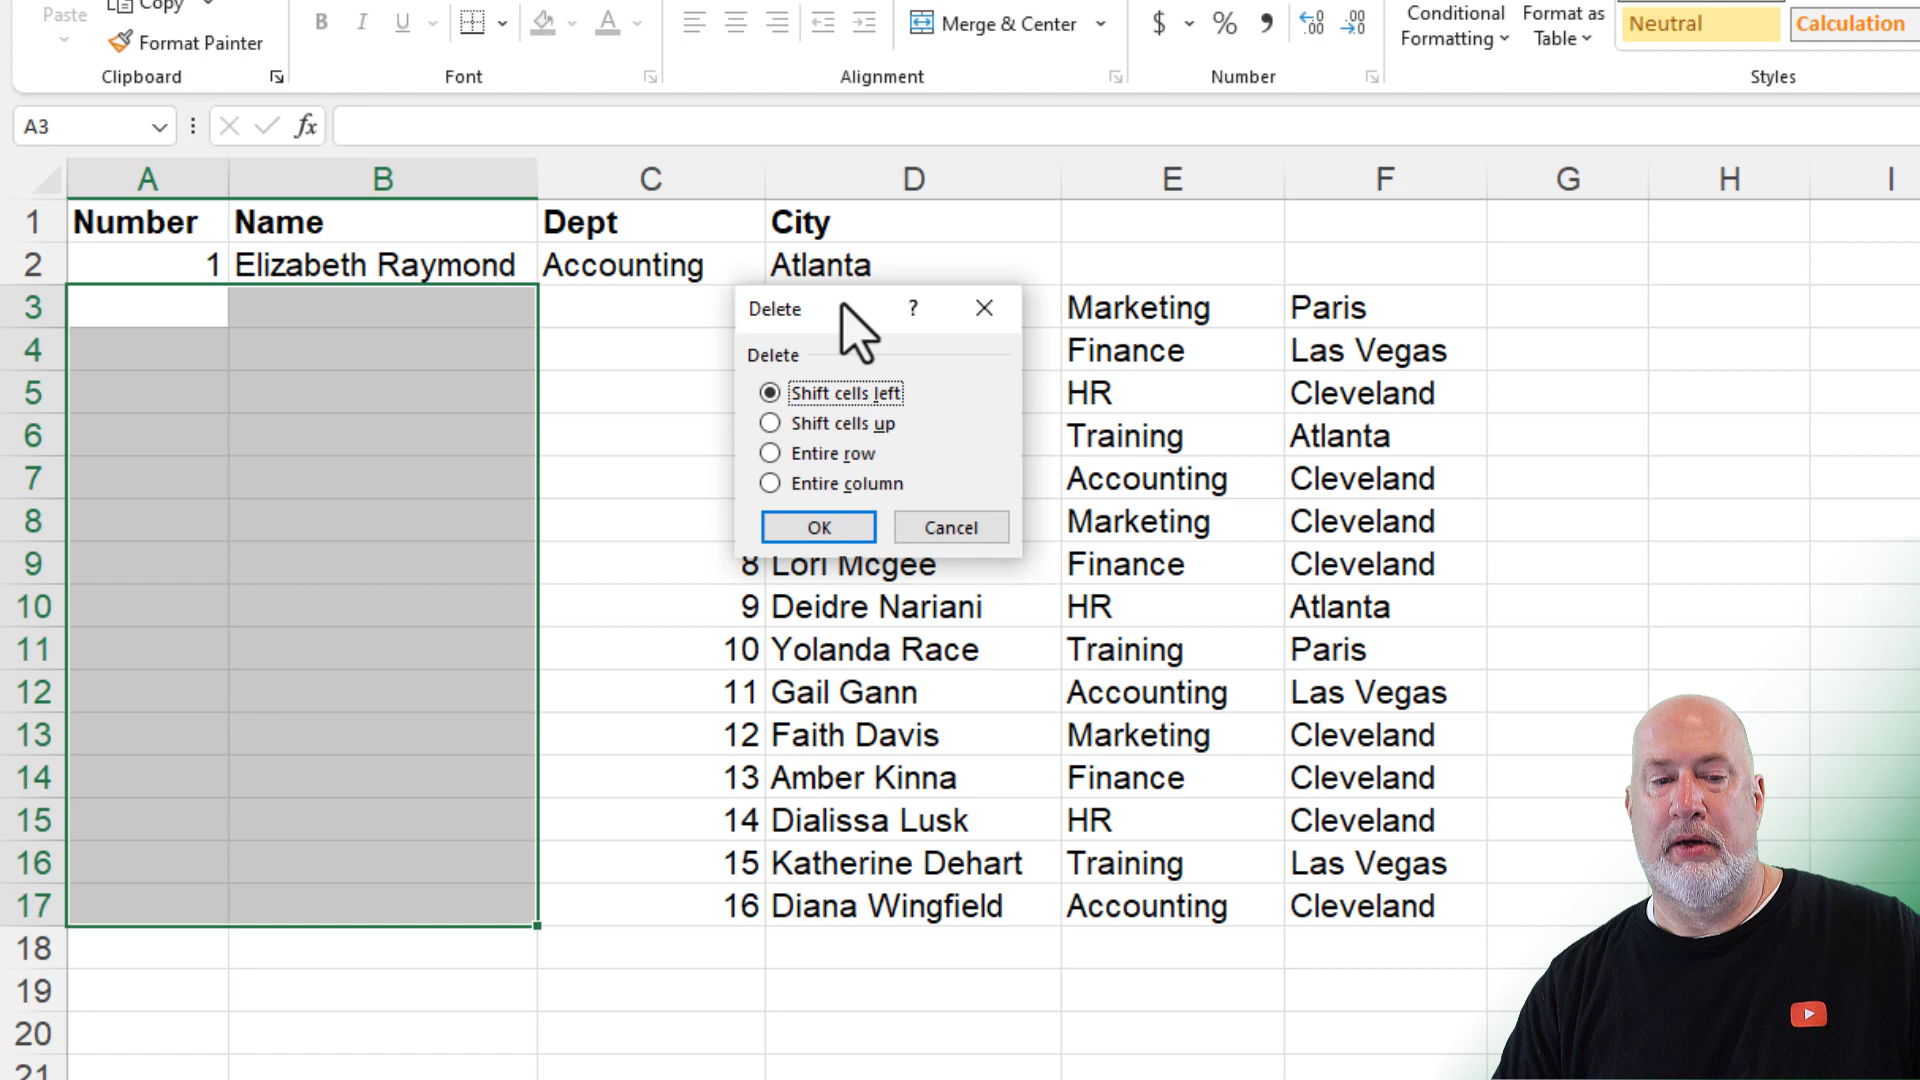 Paste
Copy
Format Painter
Clipboard
B I U
A
Font
Merge & Center
Alignment
$ % 9 .00
Number
Conditional Formatting
Format as Table
Neutral
Calculation
Styles
A3
fx
A B C D E F G H I
1 Number Name Dept City
2 1 Elizabeth Raymond Accounting Atlanta
3 Marketing Paris
4 Finance Las Vegas
5 HR Cleveland
6 Training Atlanta
7 Accounting Cleveland
8 Marketing Cleveland
9 8 Lori Mcgee Finance Cleveland
10 9 Deidre Nariani HR Atlanta
11 10 Yolanda Race Training Paris
12 11 Gail Gann Accounting Las Vegas
13 12 Faith Davis Marketing Cleveland
14 13 Amber Kinna Finance Cleveland
15 14 Dialissa Lusk HR Cleveland
16 15 Katherine Dehart Training Las Vegas
17 16 Diana Wingfield Accounting Cleveland
18
19
20
21
Delete ?
Delete
Shift cells left
Shift cells up
Entire row
Entire column
OK Cancel